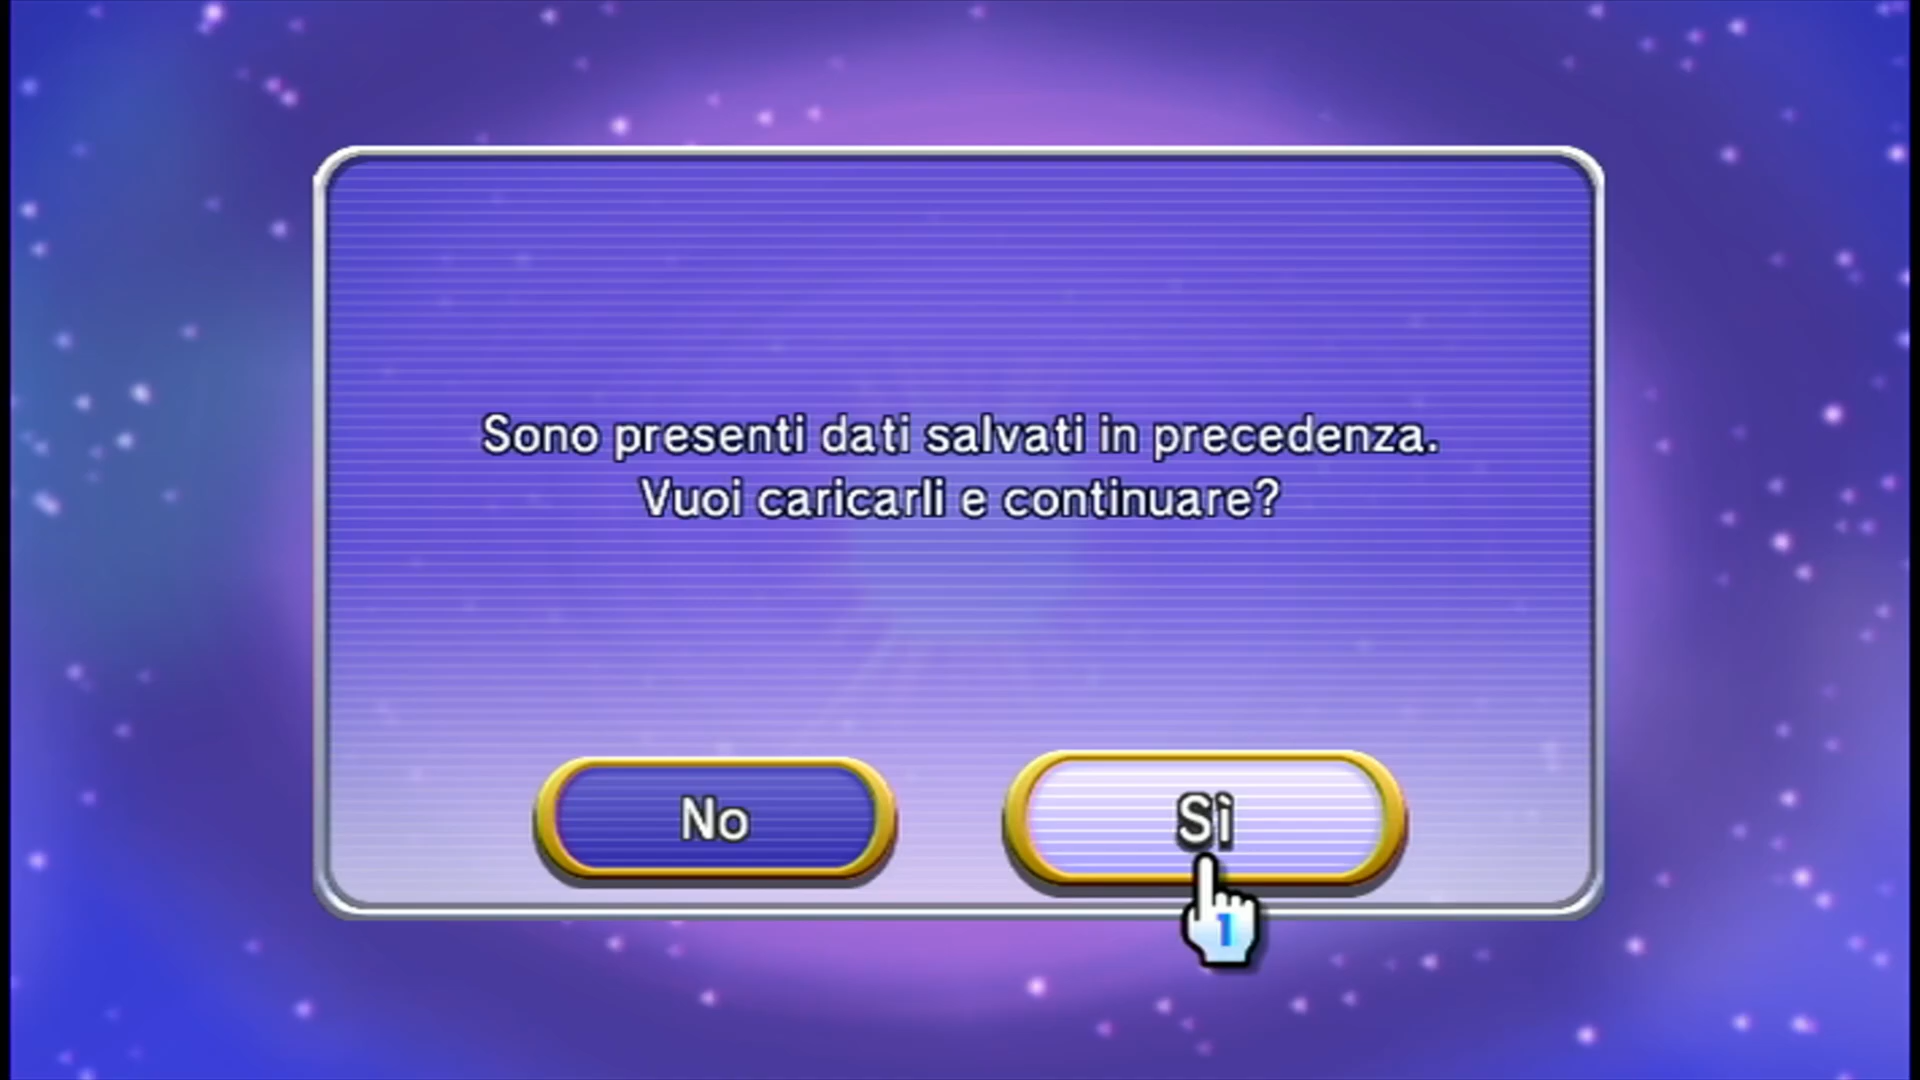 Sono presenti dati salvati in precedenza.
Vuoi caricarli e continuare?
No
Sì
1